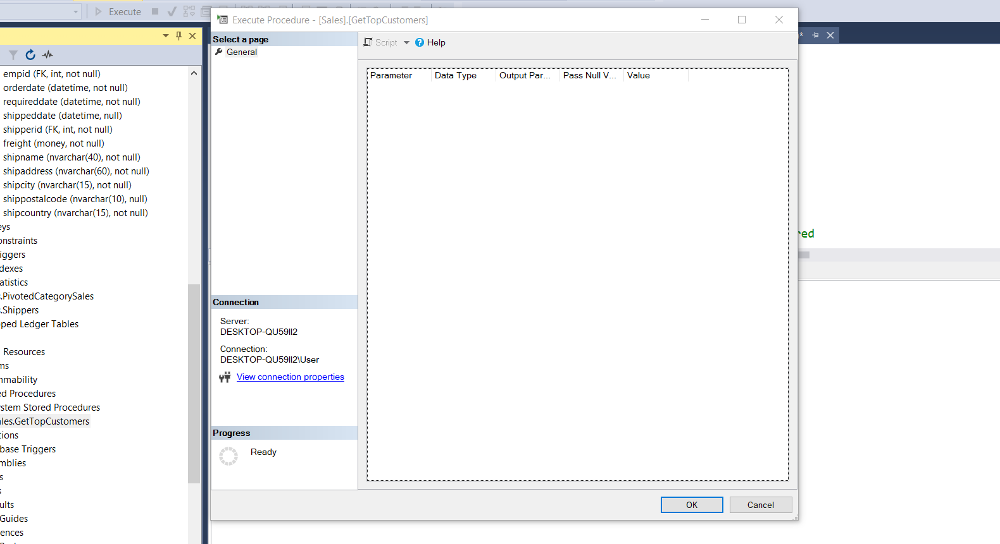 Execute
Execute Procedure - [Sales].[GetTopCustomers]
empid (FK, int, not null)
orderdate (datetime, not null)
requireddate (datetime, not null)
shippeddate (datetime, null)
shipperid (FK, int, not null)
freight (money, not null)
shipname (nvarchar(40), not null)
shipaddress (nvarchar(60), not null)
shipcity (nvarchar(15), not null)
shippostalcode (nvarchar(10), null)
shipcountry (nvarchar(15), not null)
eys
onstraints
iggers
dexes
atistics
s.PivotedCategorySales
s.Shippers
pped Ledger Tables
Resources
ms
mmability
ed Procedures
ystem Stored Procedures
ales.GetTopCustomers
tions
base Triggers
mblies
s
s
ults
Guides
ences
Select a page
General
Connection
Server:
DESKTOP-QU59II2
Connection:
DESKTOP-QU59II2\User
View connection properties
Progress
Ready
Script Help
Parameter Data Type Output Par... Pass Null V... Value
OK Cancel
*
red